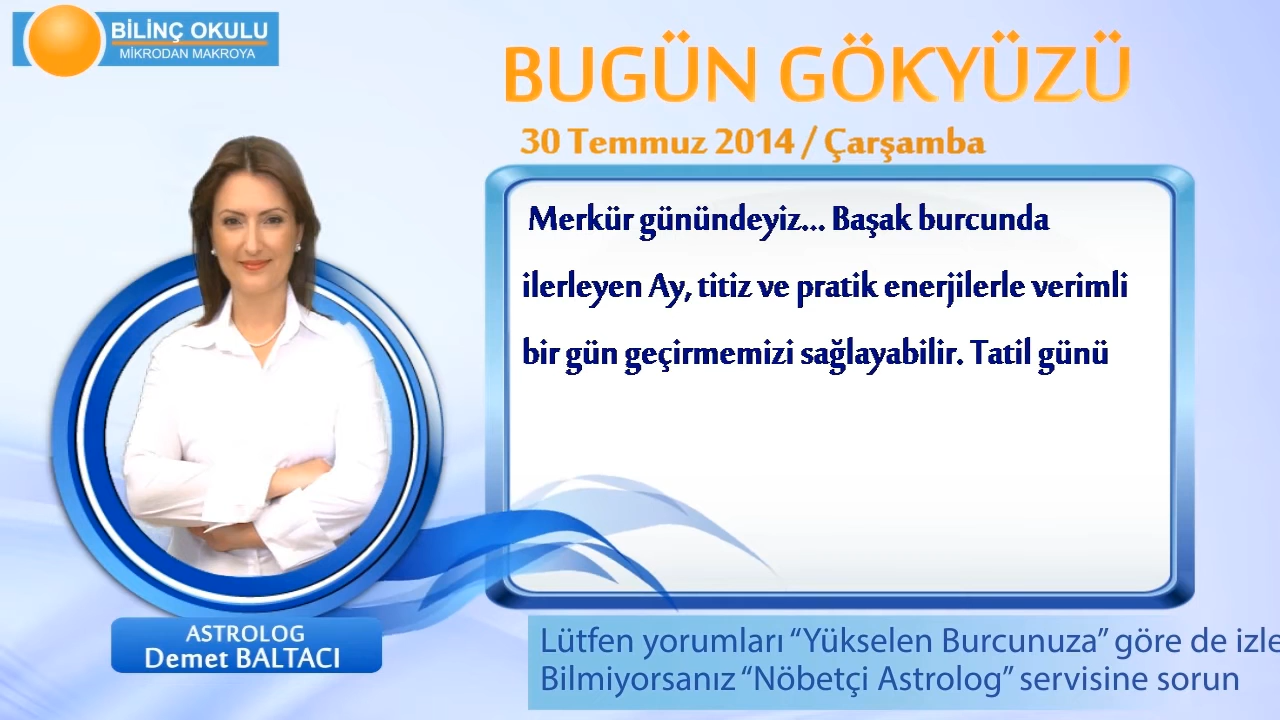 BİLİNÇ OKULU
MİKRODAN MAKROYA
BUGÜN GÖKYÜZÜ
30 Temmuz 2014 / Çarşamba
Merkür günündeyiz... Başak burcunda
ilerleyen Ay, titiz ve pratik enerjilerle verimli
bir gün geçirmemizi sağlayabilir. Tatil günü
ASTROLOG
Demet BALTACI
Lütfen yorumları “Yükselen Burcunuza” göre de izle
Bilmiyorsanız “Nöbetçi Astrolog” servisine sorun